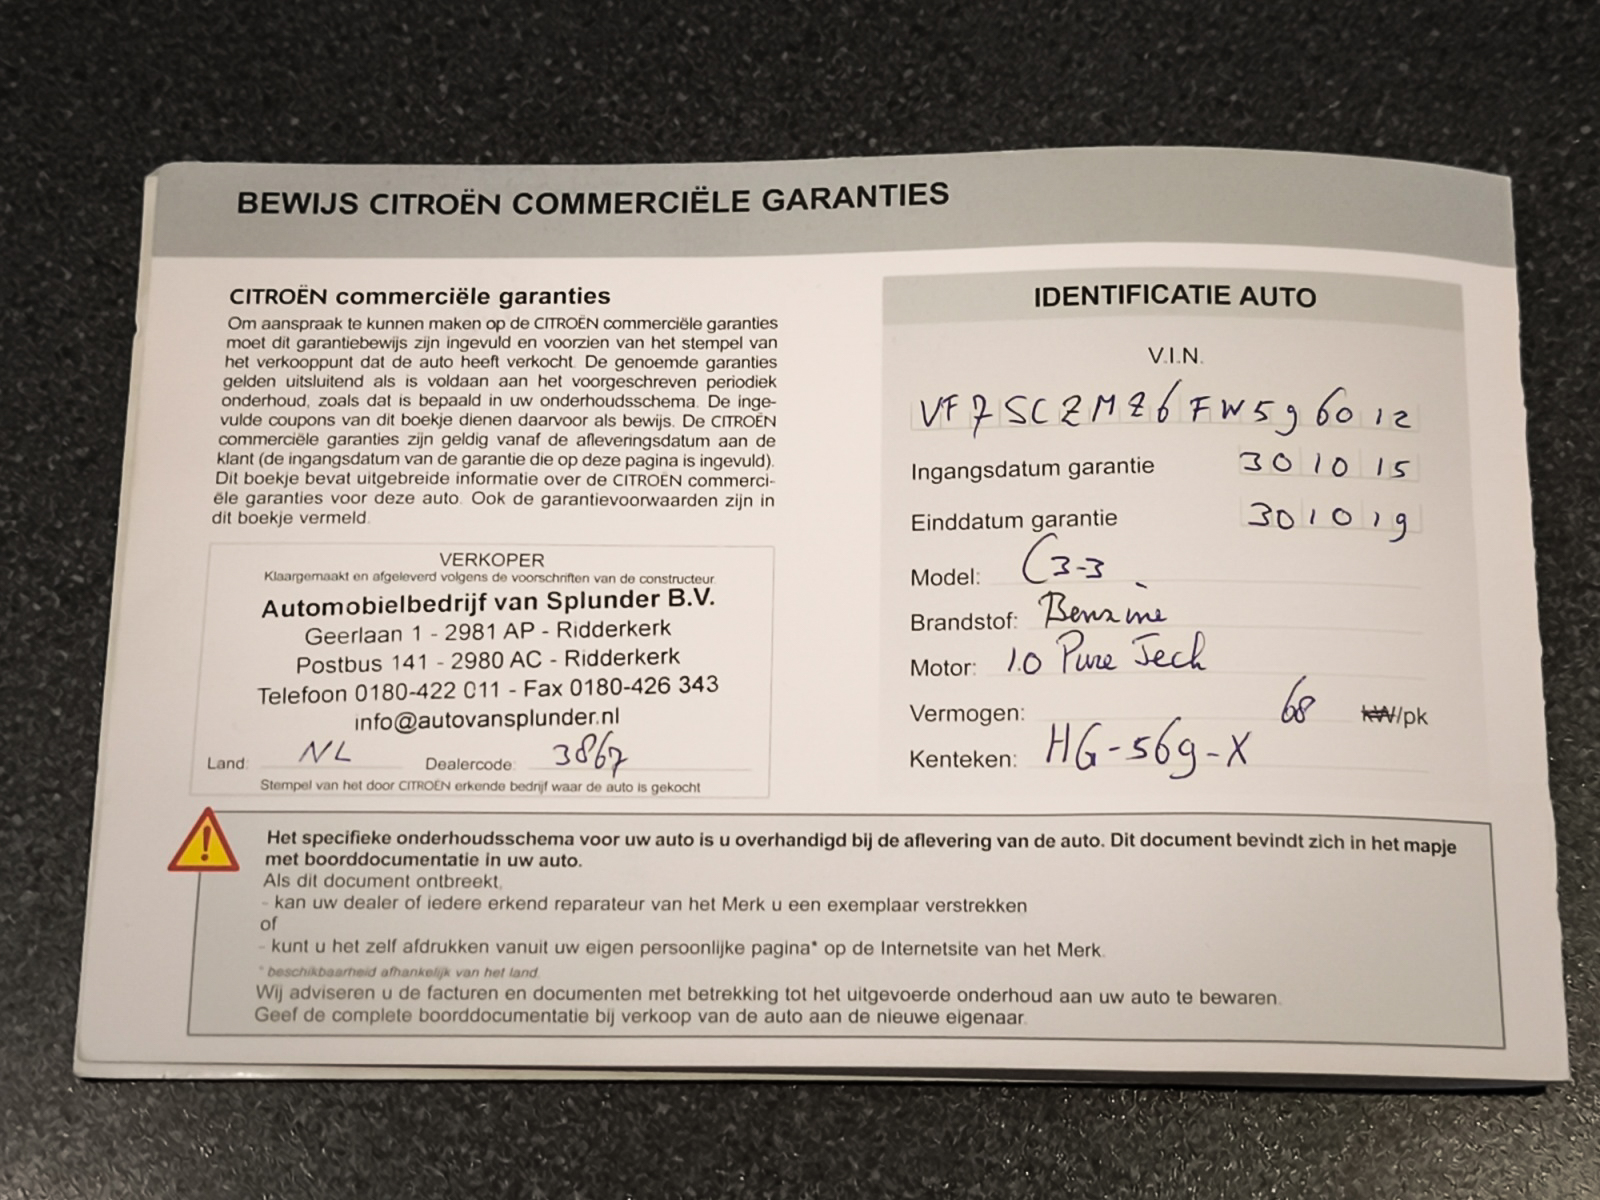 BEWIJS CITROËN COMMERCIËLE GARANTIES
CITROËN commerciële garanties
Om aanspraak te kunnen maken op de CITROËN commerciële garanties
moet dit garantiebewijs zijn ingevuld en voorzien van het stempel van
het verkooppunt dat de auto heeft verkocht. De genoemde garanties
gelden uitsluitend als is voldaan aan het voorgeschreven periodiek
onderhoud, zoals dat is bepaald in uw onderhoudsschema. De inge-
vulde coupons van dit boekje dienen daarvoor als bewijs. De CITROËN
commerciële garanties zijn geldig vanaf de afleveringsdatum aan de
klant (de ingangsdatum van de garantie die op deze pagina is ingevuld).
Dit boekje bevat uitgebreide informatie over de CITROËN commerci-
ële garanties voor deze auto. Ook de garantievoorwaarden zijn in
dit boekje vermeld.
VERKOPER
Klaargemaakt en afgeleverd volgens de voorschriften van de constructeur.
Automobielbedrijf van Splunder B.V.
Geerlaan 1 - 2981 AP - Ridderkerk
Postbus 141 - 2980 AC - Ridderkerk
Telefoon 0180-422 011 - Fax 0180-426 343
info@autovansplunder.nl
Land: NL Dealercode: 3867
Stempel van het door CITROËN erkende bedrijf waar de auto is gekocht
IDENTIFICATIE AUTO
V.I.N.
VF7SCZMZ6FW596012
Ingangsdatum garantie 30 10 15
Einddatum garantie 30 10 19
Model: C3-3
Brandstof: Benzine
Motor: 1.0 Pure Tech
Vermogen: 68 kW/pk
Kenteken: HG-569-X
Het specifieke onderhoudsschema voor uw auto is u overhandigd bij de aflevering van de auto. Dit document bevindt zich in het mapje
met boorddocumentatie in uw auto.
Als dit document ontbreekt,
- kan uw dealer of iedere erkend reparateur van het Merk u een exemplaar verstrekken
of
- kunt u het zelf afdrukken vanuit uw eigen persoonlijke pagina* op de Internetsite van het Merk.
* beschikbaarheid afhankelijk van het land.
Wij adviseren u de facturen en documenten met betrekking tot het uitgevoerde onderhoud aan uw auto te bewaren.
Geef de complete boorddocumentatie bij verkoop van de auto aan de nieuwe eigenaar.